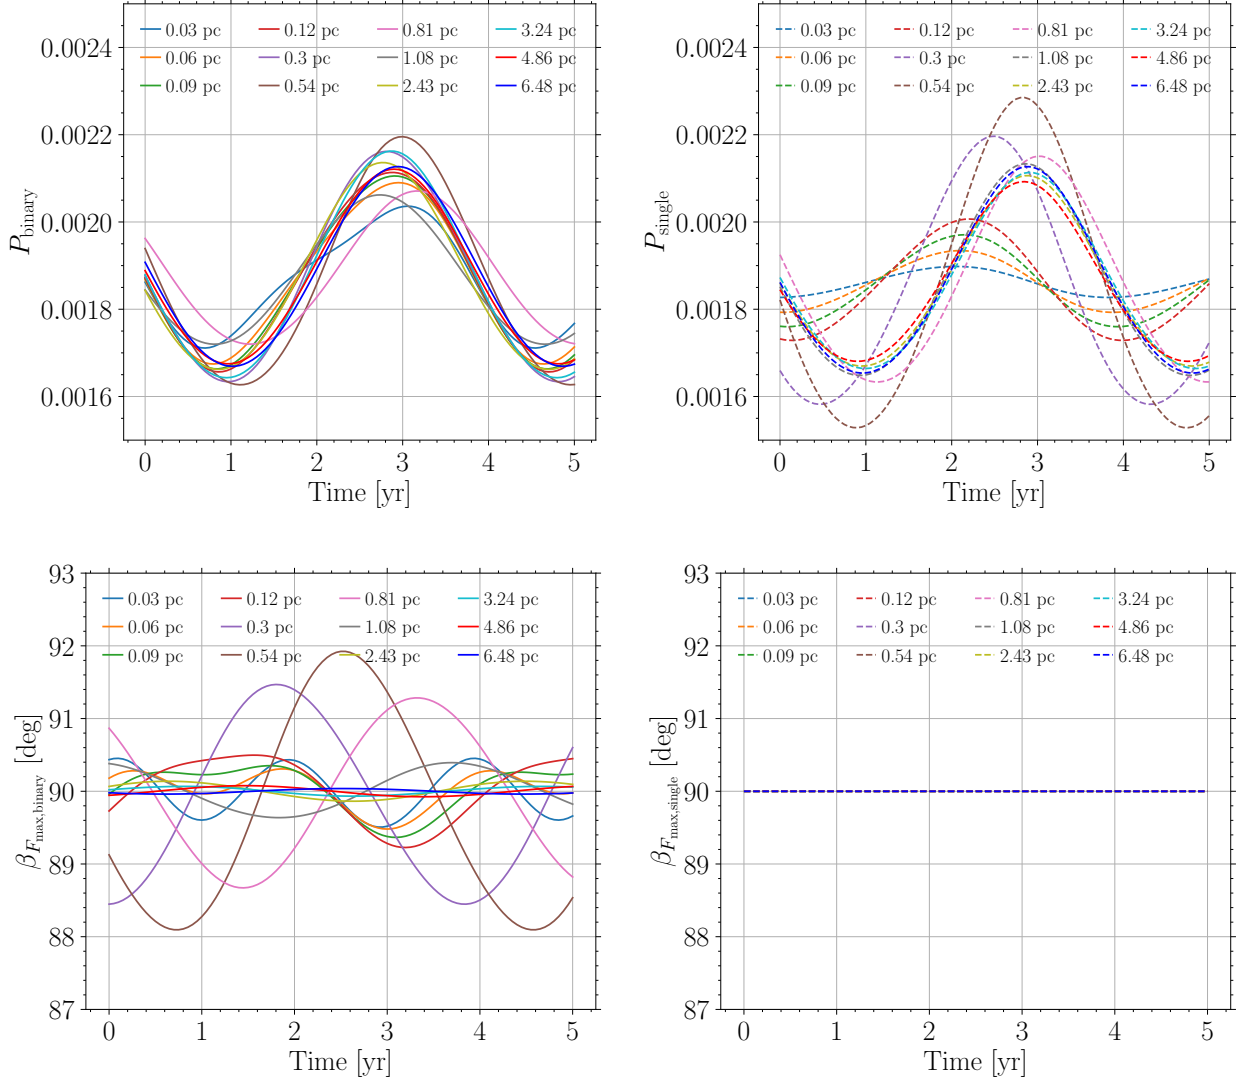 0.0024
0.0022
0.0020
0.0018
0.0016
P_binary
0.03 pc 0.12 pc 0.81 pc 3.24 pc
0.06 pc 0.3 pc 1.08 pc 4.86 pc
0.09 pc 0.54 pc 2.43 pc 6.48 pc
0 1 2 3 4 5
Time [yr]
0.0024
0.0022
0.0020
0.0018
0.0016
P_single
0.03 pc 0.12 pc 0.81 pc 3.24 pc
0.06 pc 0.3 pc 1.08 pc 4.86 pc
0.09 pc 0.54 pc 2.43 pc 6.48 pc
0 1 2 3 4 5
Time [yr]
93
92
91
90
89
88
87
β_F_max,binary [deg]
0.03 pc 0.12 pc 0.81 pc 3.24 pc
0.06 pc 0.3 pc 1.08 pc 4.86 pc
0.09 pc 0.54 pc 2.43 pc 6.48 pc
0 1 2 3 4 5
Time [yr]
93
92
91
90
89
88
87
β_F_max,single [deg]
0.03 pc 0.12 pc 0.81 pc 3.24 pc
0.06 pc 0.3 pc 1.08 pc 4.86 pc
0.09 pc 0.54 pc 2.43 pc 6.48 pc
0 1 2 3 4 5
Time [yr]